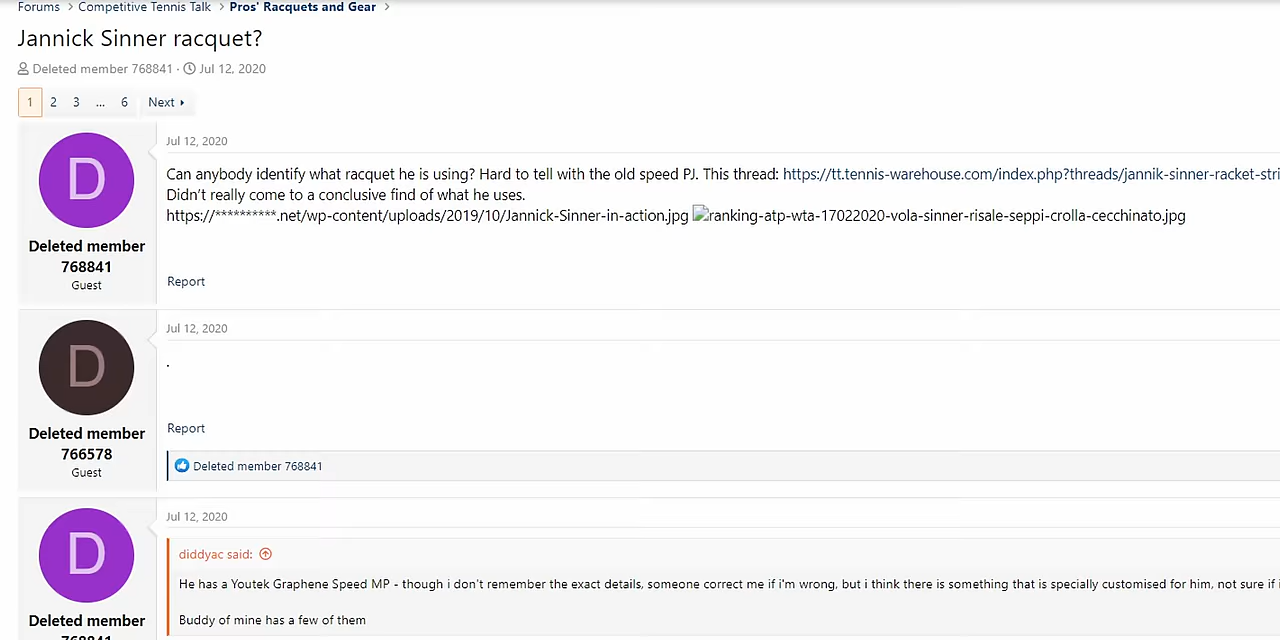 Forums > Competitive Tennis Talk > Pros' Racquets and Gear >
Jannick Sinner racquet?
Deleted member 768841 · Jul 12, 2020
1 2 3 ... 6 Next
D
Jul 12, 2020
Can anybody identify what racquet he is using? Hard to tell with the old speed PJ. This thread: https://tt.tennis-warehouse.com/index.php?threads/jannik-sinner-racket-stri
Didn't really come to a conclusive find of what he uses.
https://**********.net/wp-content/uploads/2019/10/Jannick-Sinner-in-action.jpg ranking-atp-wta-17022020-vola-sinner-risale-seppi-crolla-cecchinato.jpg
Deleted member
768841
Guest
Report
D
Jul 12, 2020
.
Deleted member
766578
Guest
Report
Deleted member 768841
D
Jul 12, 2020
diddyac said:
He has a Youtek Graphene Speed MP - though i don't remember the exact details, someone correct me if i'm wrong, but i think there is something that is specially customised for him, not sure if i
Buddy of mine has a few of them
Deleted member
768841